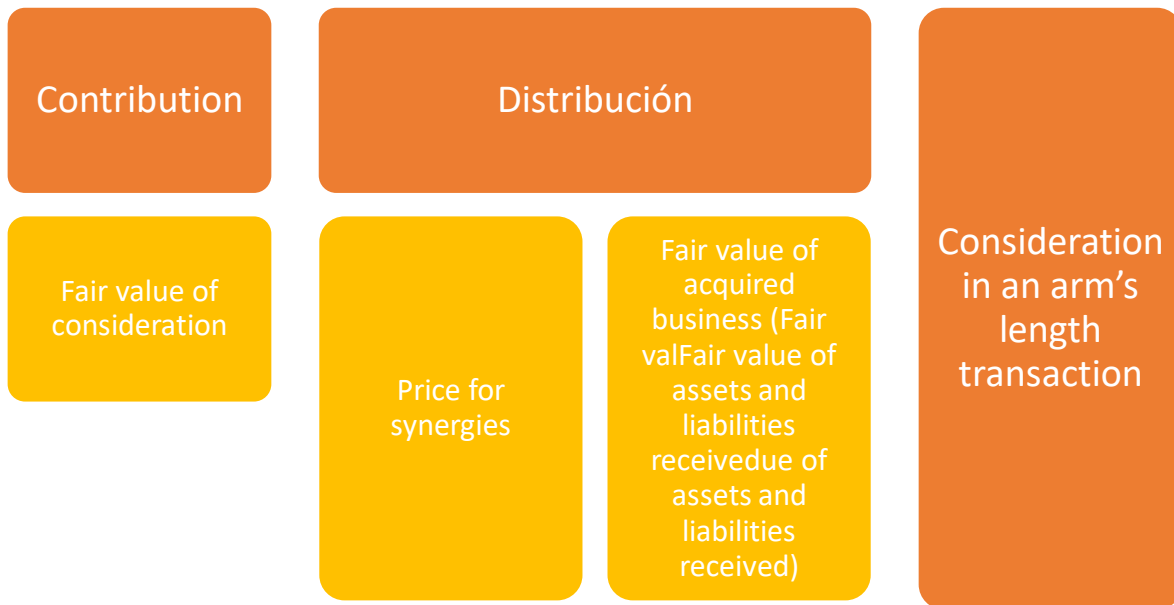 Contribution
Distribución
Fair value of
consideration
Price for
synergies
Fair value of
acquired
business (Fair
valFair value of
assets and
liabilities
receivedue of
assets and
liabilities
received)
Consideration
in an arm’s
length
transaction